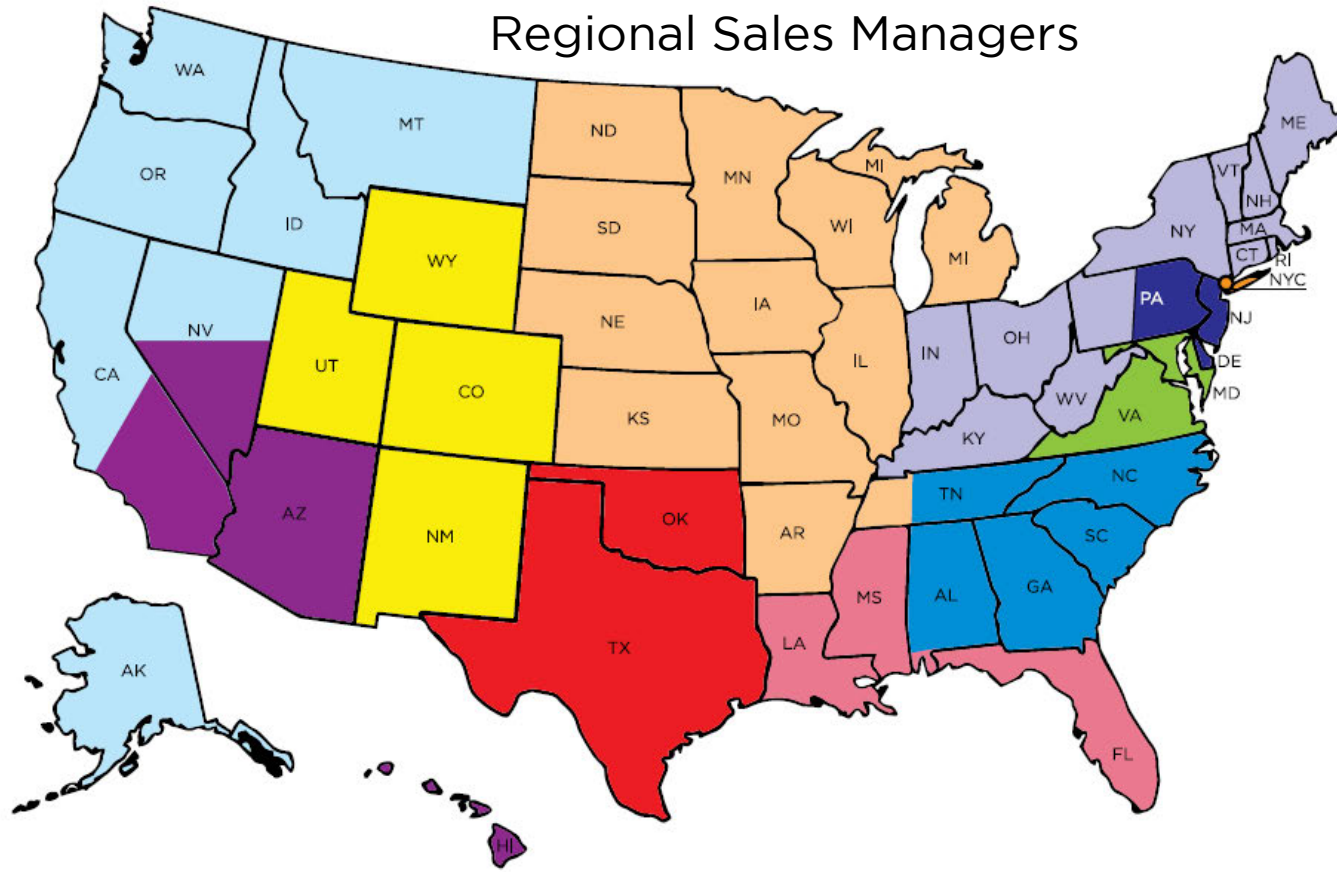 Regional Sales Managers
WA
MT
ND
MN
MI
ME
OR
ID
SD
WI
MI
VT
NH
NY
MA
CT
RI
NYC
WY
NV
NE
IA
PA
NJ
CA
UT
CO
KS
MO
IL
IN
OH
WV
DE
MD
VA
KY
AZ
NM
OK
AR
TN
NC
SC
MS
AL
GA
TX
LA
FL
AK
HI